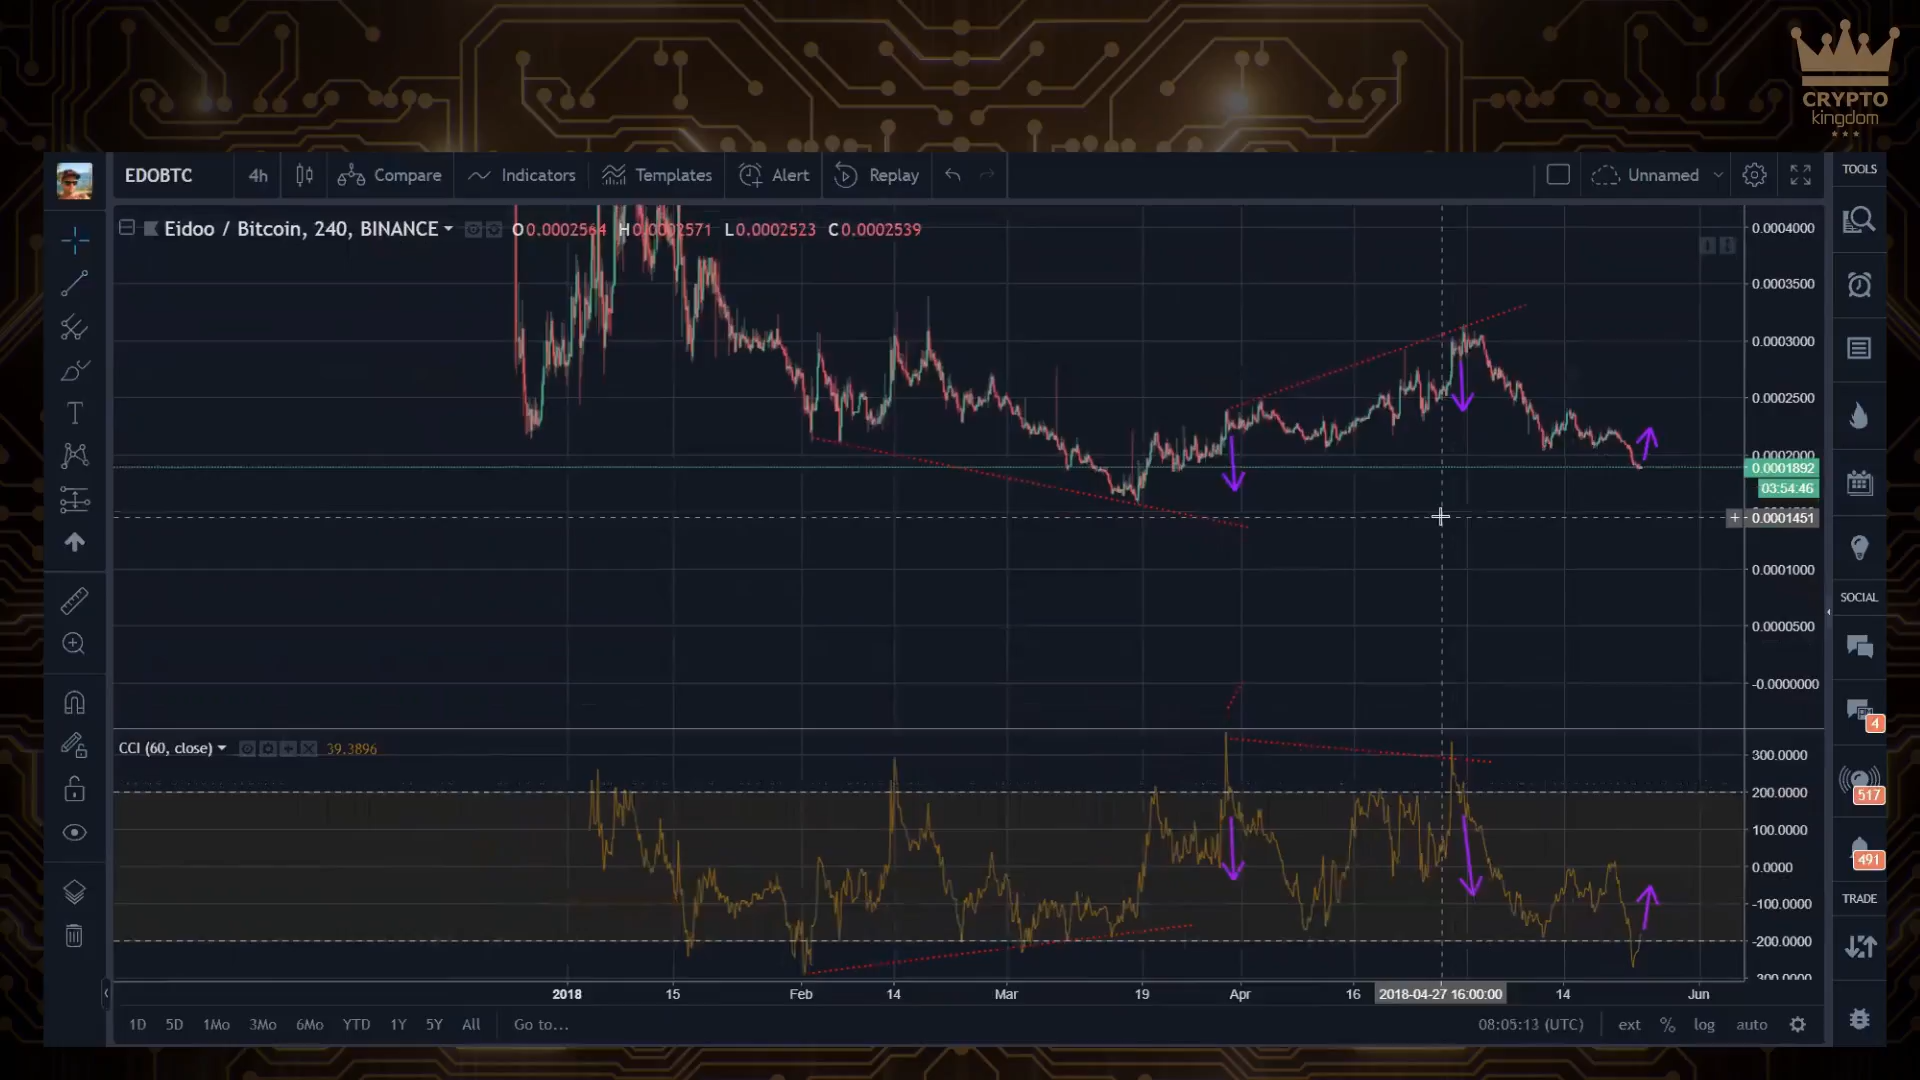 CRYPTO
kingdom
EDOBTC
4h
Compare
Indicators
Templates
Alert
Replay
Unnamed
TOOLS
Eidoo / Bitcoin, 240, BINANCE
O0.0002564 H0.0002571 L0.0002523 C0.0002539
0.0004000
0.0003500
0.0003000
0.0002500
0.0002000
0.0001892
03:54:46
+ 0.0001451
0.0001000
0.0000500
-0.0000000
SOCIAL
4
517
491
TRADE
CCI (60, close) 39.3896
300.0000
200.0000
100.0000
0.0000
-100.0000
-200.0000
-300.0000
2018 15 Feb 14 Mar 19 Apr 16 2018-04-27 16:00:00 14 Jun
1D 5D 1Mo 3Mo 6Mo YTD 1Y 5Y All Go to...
08:05:13 (UTC) ext % log auto